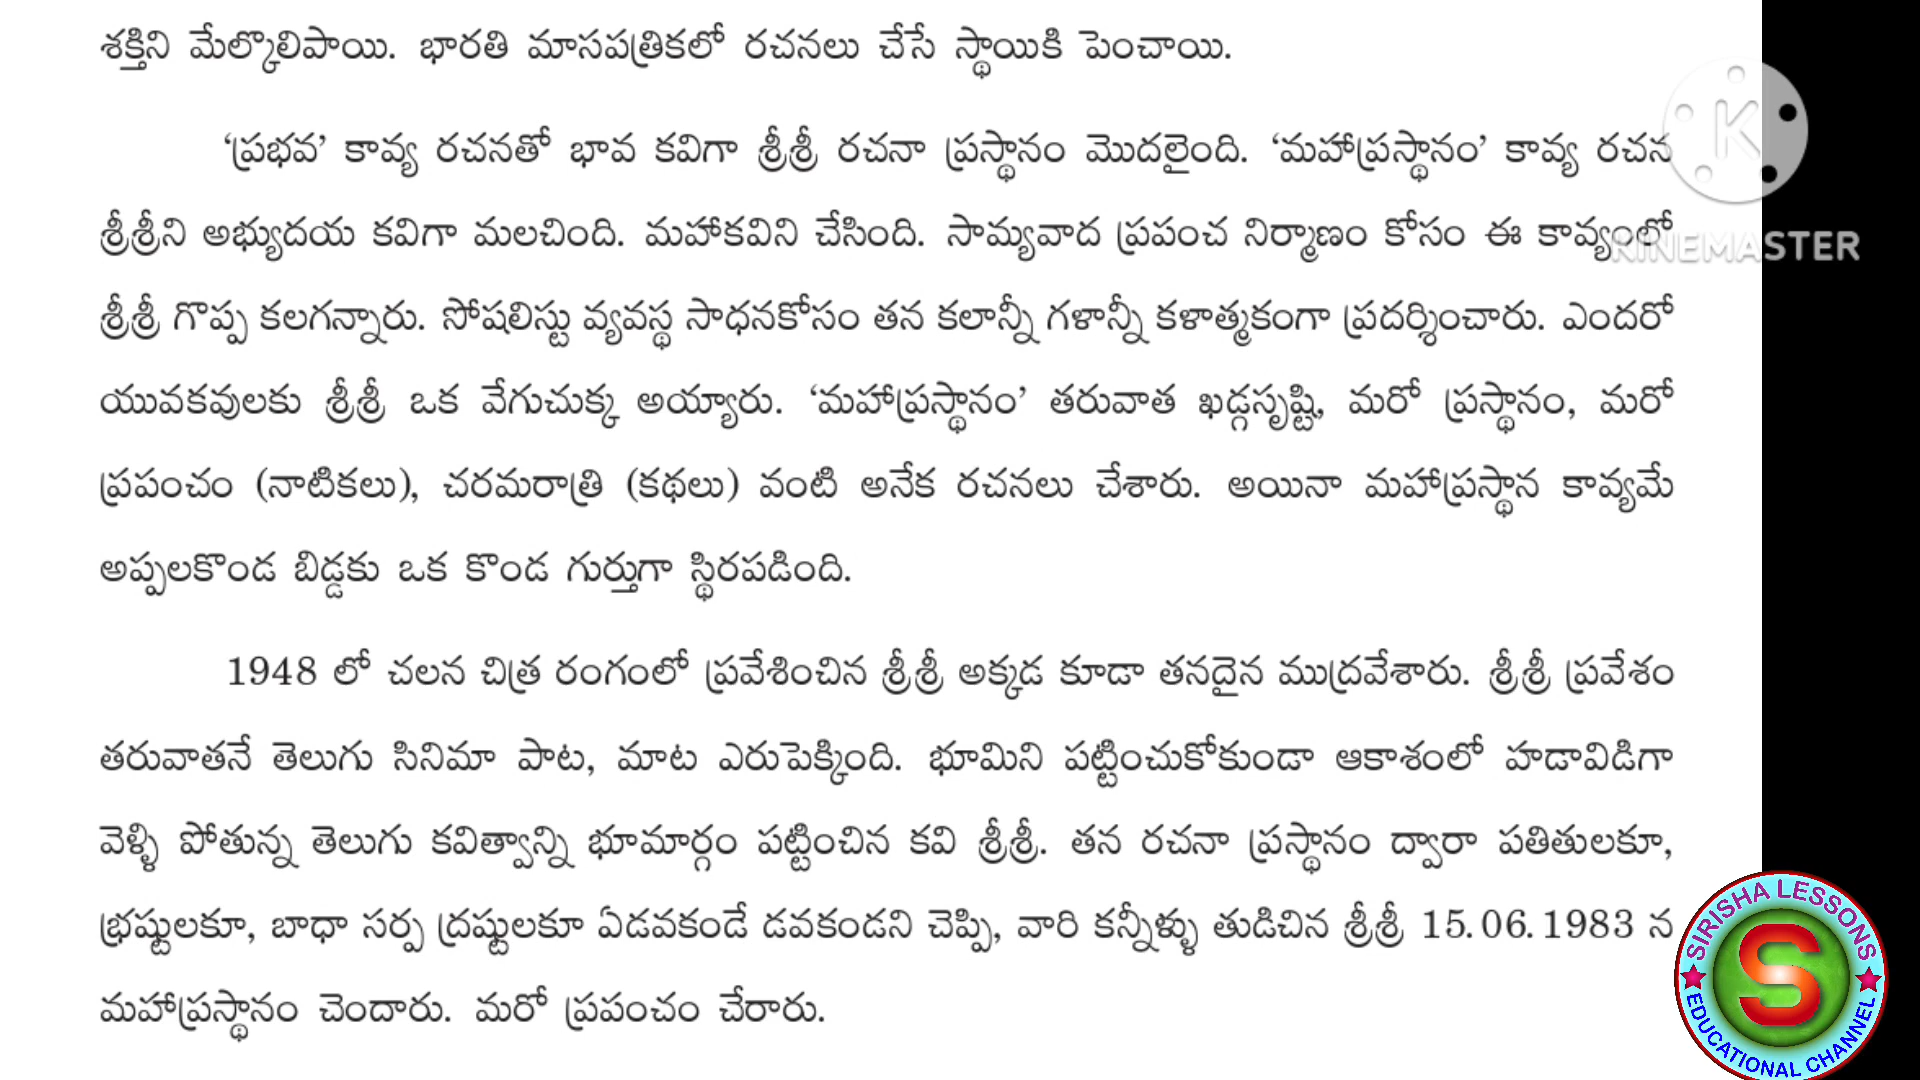 శక్తిని మేల్కొలిపాయి. భారతి మాసపత్రికలో రచనలు చేసే స్థాయికి పెంచాయి.
‘ప్రభవ’ కావ్య రచనతో భావ కవిగా శ్రీశ్రీ రచనా ప్రస్థానం మొదలైంది. ‘మహాప్రస్థానం’ కావ్య రచన
శ్రీశ్రీని అభ్యుదయ కవిగా మలచింది. మహాకవిని చేసింది. సామ్యవాద ప్రపంచ నిర్మాణం కోసం ఈ కావ్యంలో
శ్రీశ్రీ గొప్ప కలగన్నారు. సోషలిస్టు వ్యవస్థ సాధనకోసం తన కలాన్నీ గళాన్నీ కళాత్మకంగా ప్రదర్శించారు. ఎందరో
యువకవులకు శ్రీశ్రీ ఒక వేగుచుక్క అయ్యారు. ‘మహాప్రస్థానం’ తరువాత ఖడ్గసృష్టి, మరో ప్రస్థానం, మరో
ప్రపంచం (నాటికలు), చరమరాత్రి (కథలు) వంటి అనేక రచనలు చేశారు. అయినా మహాప్రస్థాన కావ్యమే
అప్పలకొండ బిడ్డకు ఒక కొండ గుర్తుగా స్థిరపడింది.
1948 లో చలన చిత్ర రంగంలో ప్రవేశించిన శ్రీశ్రీ అక్కడ కూడా తనదైన ముద్రవేశారు. శ్రీశ్రీ ప్రవేశం
తరువాతనే తెలుగు సినిమా పాట, మాట ఎరుపెక్కింది. భూమిని పట్టించుకోకుండా ఆకాశంలో హడావిడిగా
వెళ్ళి పోతున్న తెలుగు కవిత్వాన్ని భూమార్గం పట్టించిన కవి శ్రీశ్రీ. తన రచనా ప్రస్థానం ద్వారా పతితులకూ,
భ్రష్టులకూ, బాధా సర్ప ద్రష్టులకూ ఏడవకండే డవకండని చెప్పి, వారి కన్నీళ్ళు తుడిచిన శ్రీశ్రీ 15.06.1983 న
మహాప్రస్థానం చెందారు. మరో ప్రపంచం చేరారు.
K
KINEMASTER
SIRISHA LESSONS
S
EDUCATIONAL CHANNEL